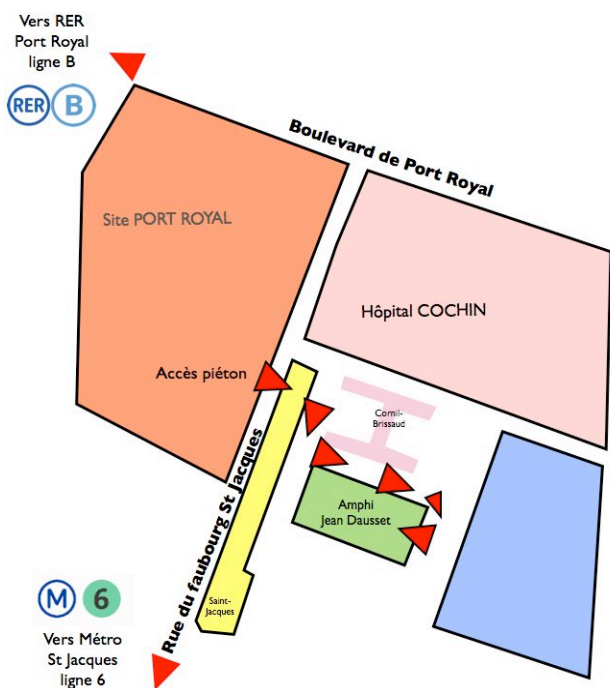 Vers RER
Port Royal
ligne B
RER B
Boulevard de Port Royal
Site PORT ROYAL
Hôpital COCHIN
Accès piéton
Cornil-
Brissaud
Rue du faubourg St Jacques
Amphi
Jean Dausset
Saint-
Jacques
M 6
Vers Métro
St Jacques
ligne 6